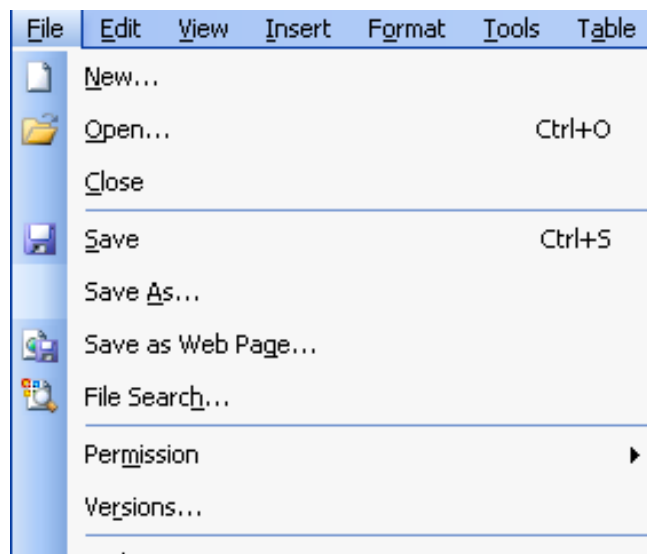 File Edit View Insert Format Tools Table
New...
Open... Ctrl+O
Close
Save Ctrl+S
Save As...
Save as Web Page...
File Search...
Permission
Versions...